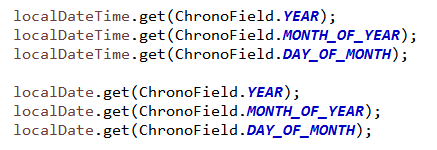 localDateTime.get(ChronoField.YEAR);
localDateTime.get(ChronoField.MONTH_OF_YEAR);
localDateTime.get(ChronoField.DAY_OF_MONTH);
localDate.get(ChronoField.YEAR);
localDate.get(ChronoField.MONTH_OF_YEAR);
localDate.get(ChronoField.DAY_OF_MONTH);